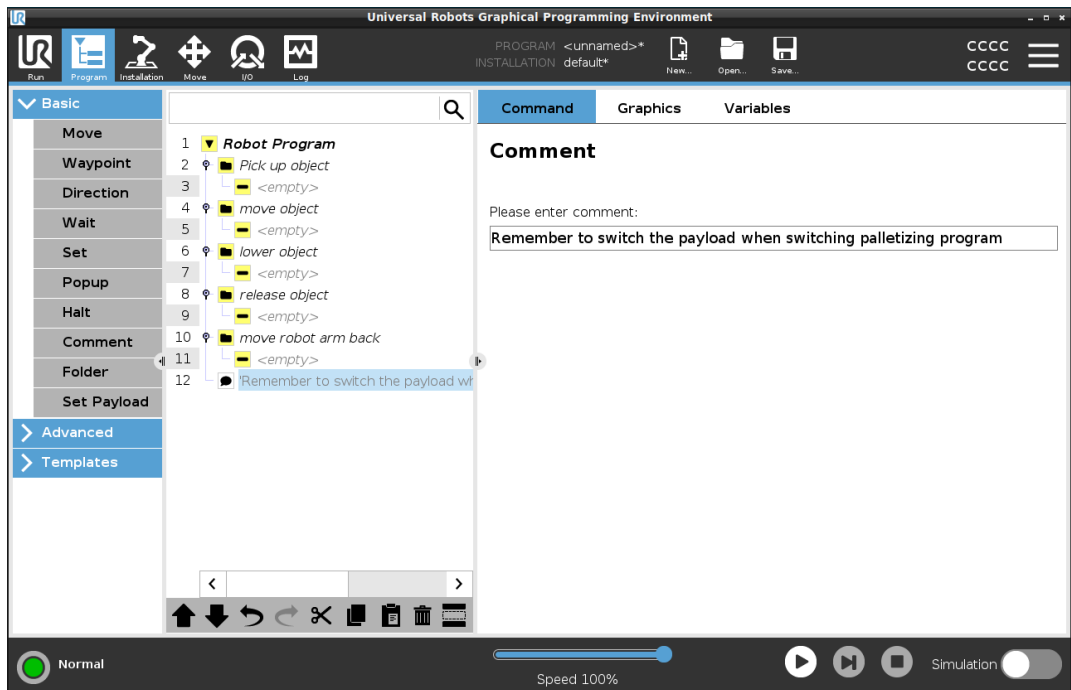 Universal Robots Graphical Programming Environment
PROGRAM <unnamed>*
INSTALLATION default*
Run
Program
Installation
Move
I/O
Log
New...
Open...
Save...
CCCC
CCCC
Basic
Move
Waypoint
Direction
Wait
Set
Popup
Halt
Comment
Folder
Set Payload
Advanced
Templates
1 Robot Program
2 Pick up object
3 <empty>
4 move object
5 <empty>
6 lower object
7 <empty>
8 release object
9 <empty>
10 move robot arm back
11 <empty>
12 'Remember to switch the payload wh
Command Graphics Variables
Comment
Please enter comment:
Remember to switch the payload when switching palletizing program
Normal
Speed 100%
Simulation